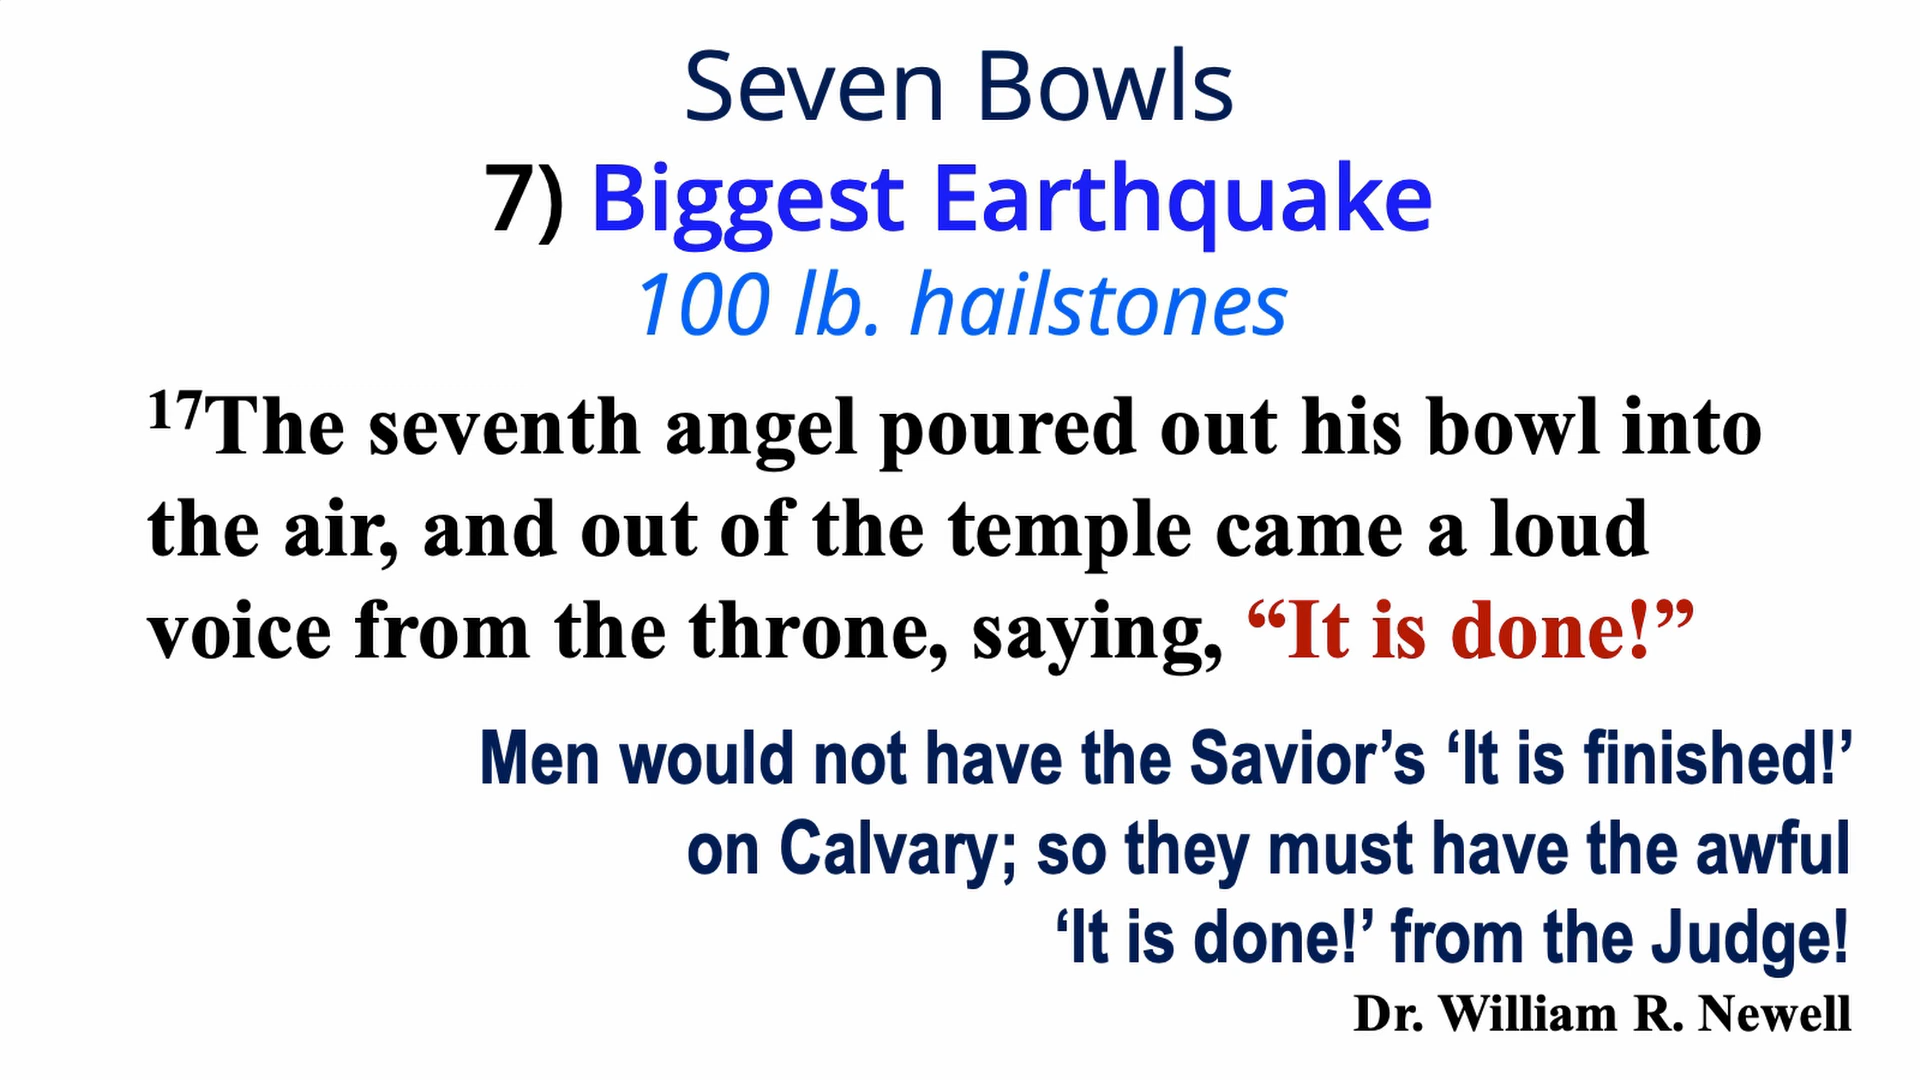 Seven Bowls
7) Biggest Earthquake
100 lb. hailstones
17The seventh angel poured out his bowl into
the air, and out of the temple came a loud
voice from the throne, saying, “It is done!”
Men would not have the Savior’s ‘It is finished!’
on Calvary; so they must have the awful
‘It is done!’ from the Judge!
Dr. William R. Newell